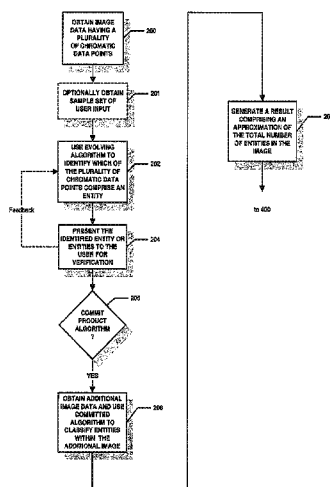 OBTAIN IMAGE
DATA HAVING A
PLURALITY
OF CHROMATIC
DATA POINTS
200
OPTIONALLY OBTAIN
SAMPLE SET OF
USER INPUT
201
USE EVOLVING
ALGORITHM TO
IDENTIFY WHICH OF
THE PLURALITY OF
CHROMATIC DATA
POINTS COMPRISE AN
ENTITY
202
Feedback
PRESENT THE
IDENTIFIED ENTITY OR
ENTITIES TO THE
USER FOR
VERIFICATION
204
COMMIT
PRODUCT
ALGORITHM
?
YES
OBTAIN ADDITIONAL
IMAGE DATA AND USE
COMMITTED
ALGORITHM TO
CLASSIFY ENTITIES
WITHIN THE
ADDITIONAL IMAGE
GENERATE A RESULT
COMPRISING AN
APPROXIMATION OF
THE TOTAL NUMBER
OF ENTITIES IN THE
IMAGE
to 400